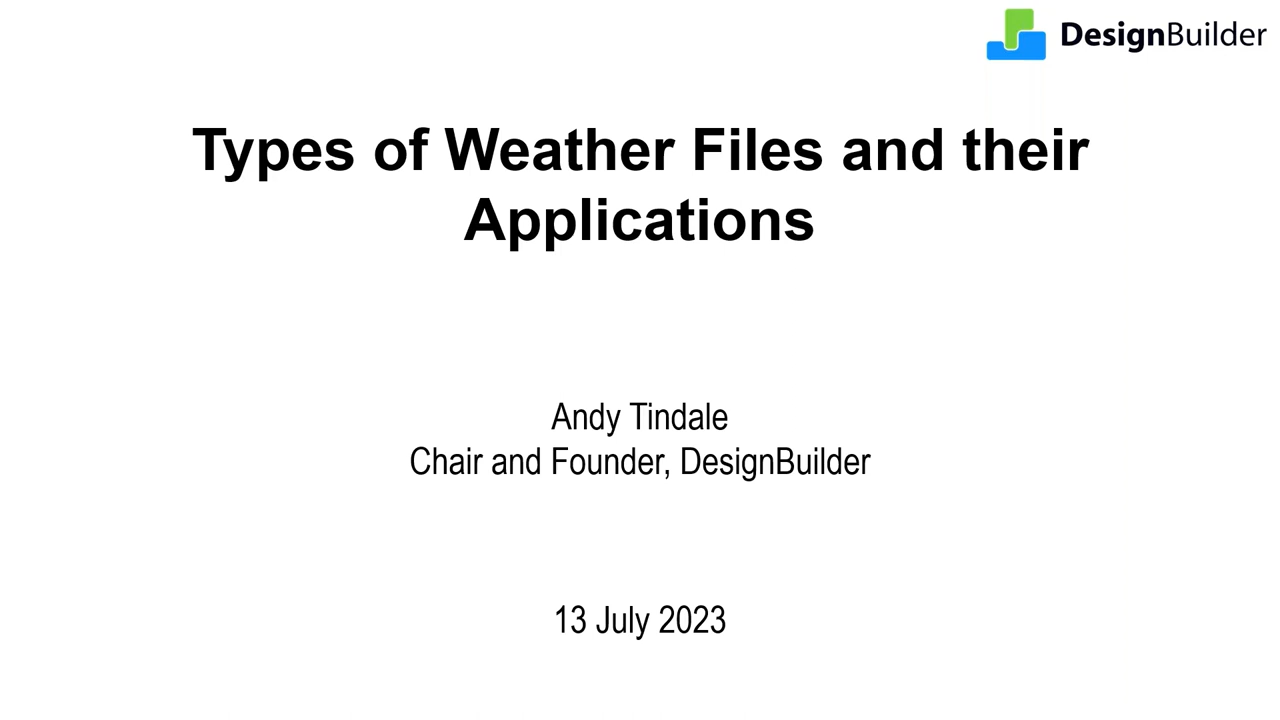 DesignBuilder
Types of Weather Files and their
Applications
Andy Tindale
Chair and Founder, DesignBuilder
13 July 2023